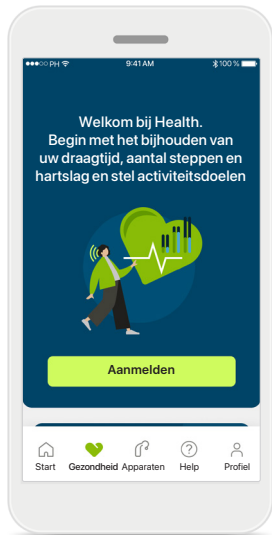 ●●●○○ PH 9:41 AM 100 %
Welkom bij Health.
Begin met het bijhouden van
uw draagtijd, aantal steppen en
hartslag en stel activiteitsdoelen
Aanmelden
Start Gezondheid Apparaten Help Profiel